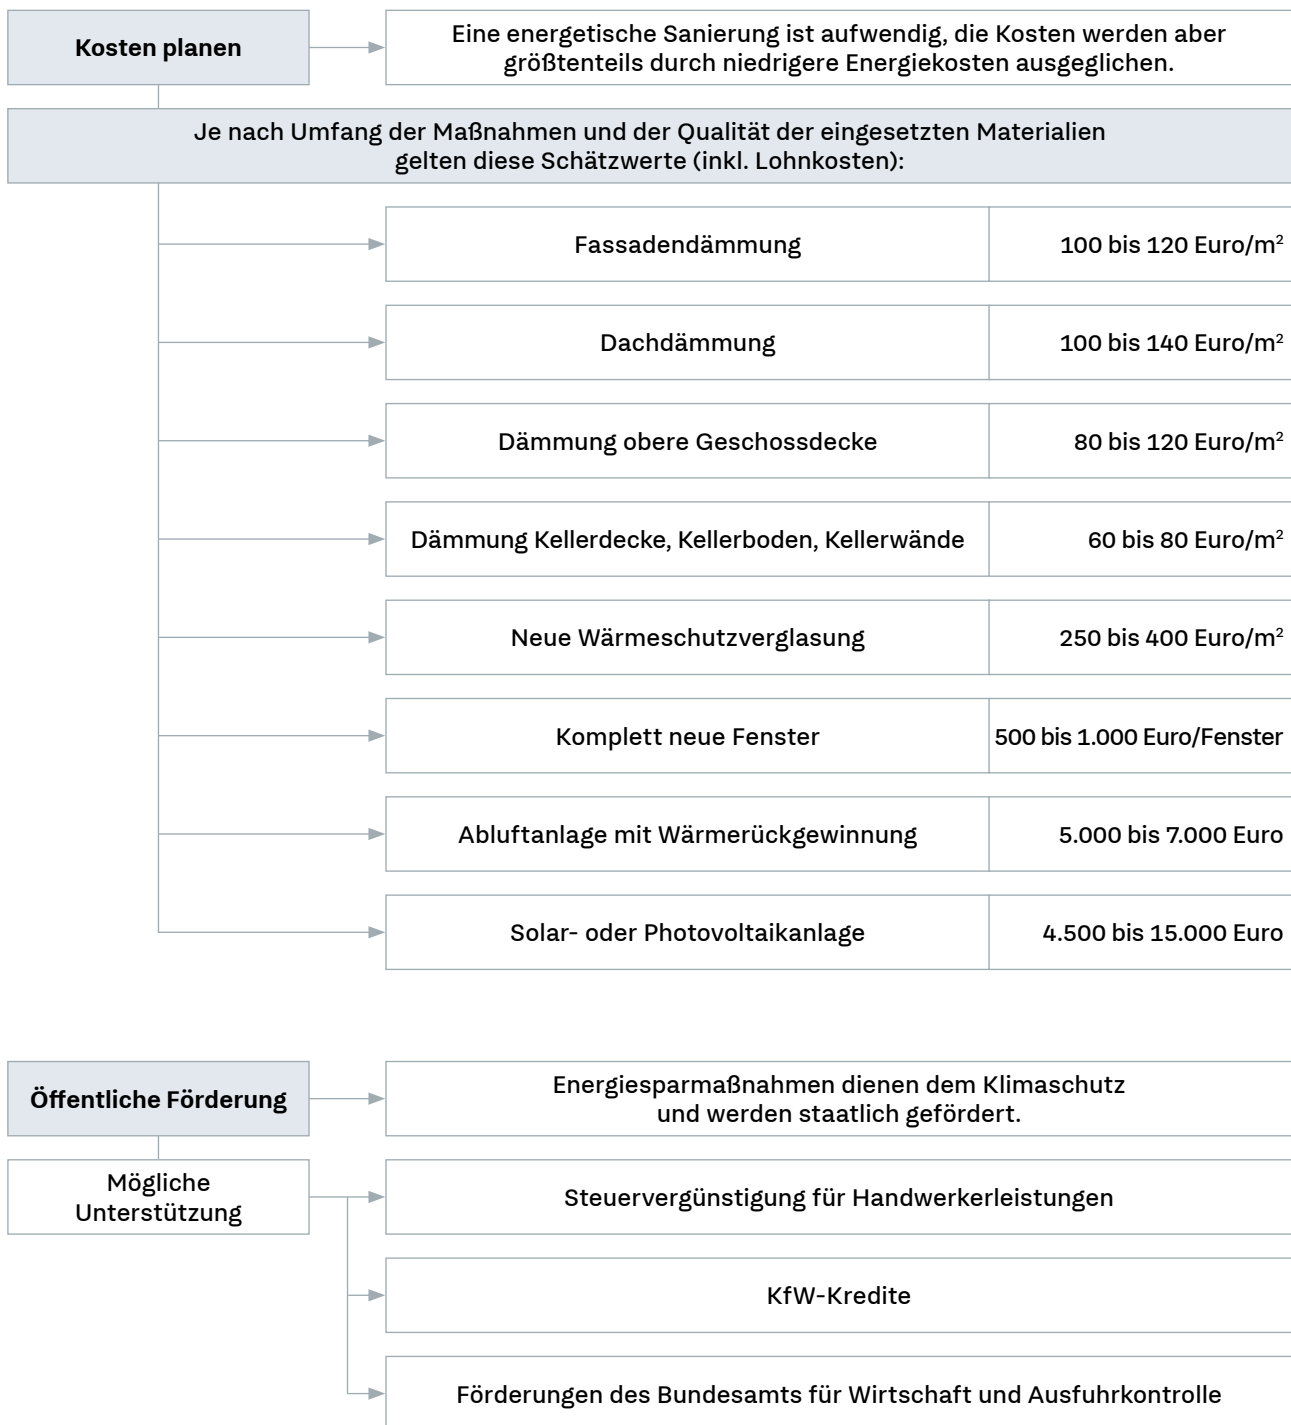 Kosten planen
Eine energetische Sanierung ist aufwendig, die Kosten werden aber
größtenteils durch niedrigere Energiekosten ausgeglichen.
Je nach Umfang der Maßnahmen und der Qualität der eingesetzten Materialien
gelten diese Schätzwerte (inkl. Lohnkosten):
Fassadendämmung 100 bis 120 Euro/m²
Dachdämmung 100 bis 140 Euro/m²
Dämmung obere Geschossdecke 80 bis 120 Euro/m²
Dämmung Kellerdecke, Kellerboden, Kellerwände 60 bis 80 Euro/m²
Neue Wärmeschutzverglasung 250 bis 400 Euro/m²
Komplett neue Fenster 500 bis 1.000 Euro/Fenster
Abluftanlage mit Wärmerückgewinnung 5.000 bis 7.000 Euro
Solar- oder Photovoltaikanlage 4.500 bis 15.000 Euro
Öffentliche Förderung
Energiesparmaßnahmen dienen dem Klimaschutz
und werden staatlich gefördert.
Mögliche
Unterstützung
Steuervergünstigung für Handwerkerleistungen
KfW-Kredite
Förderungen des Bundesamts für Wirtschaft und Ausfuhrkontrolle